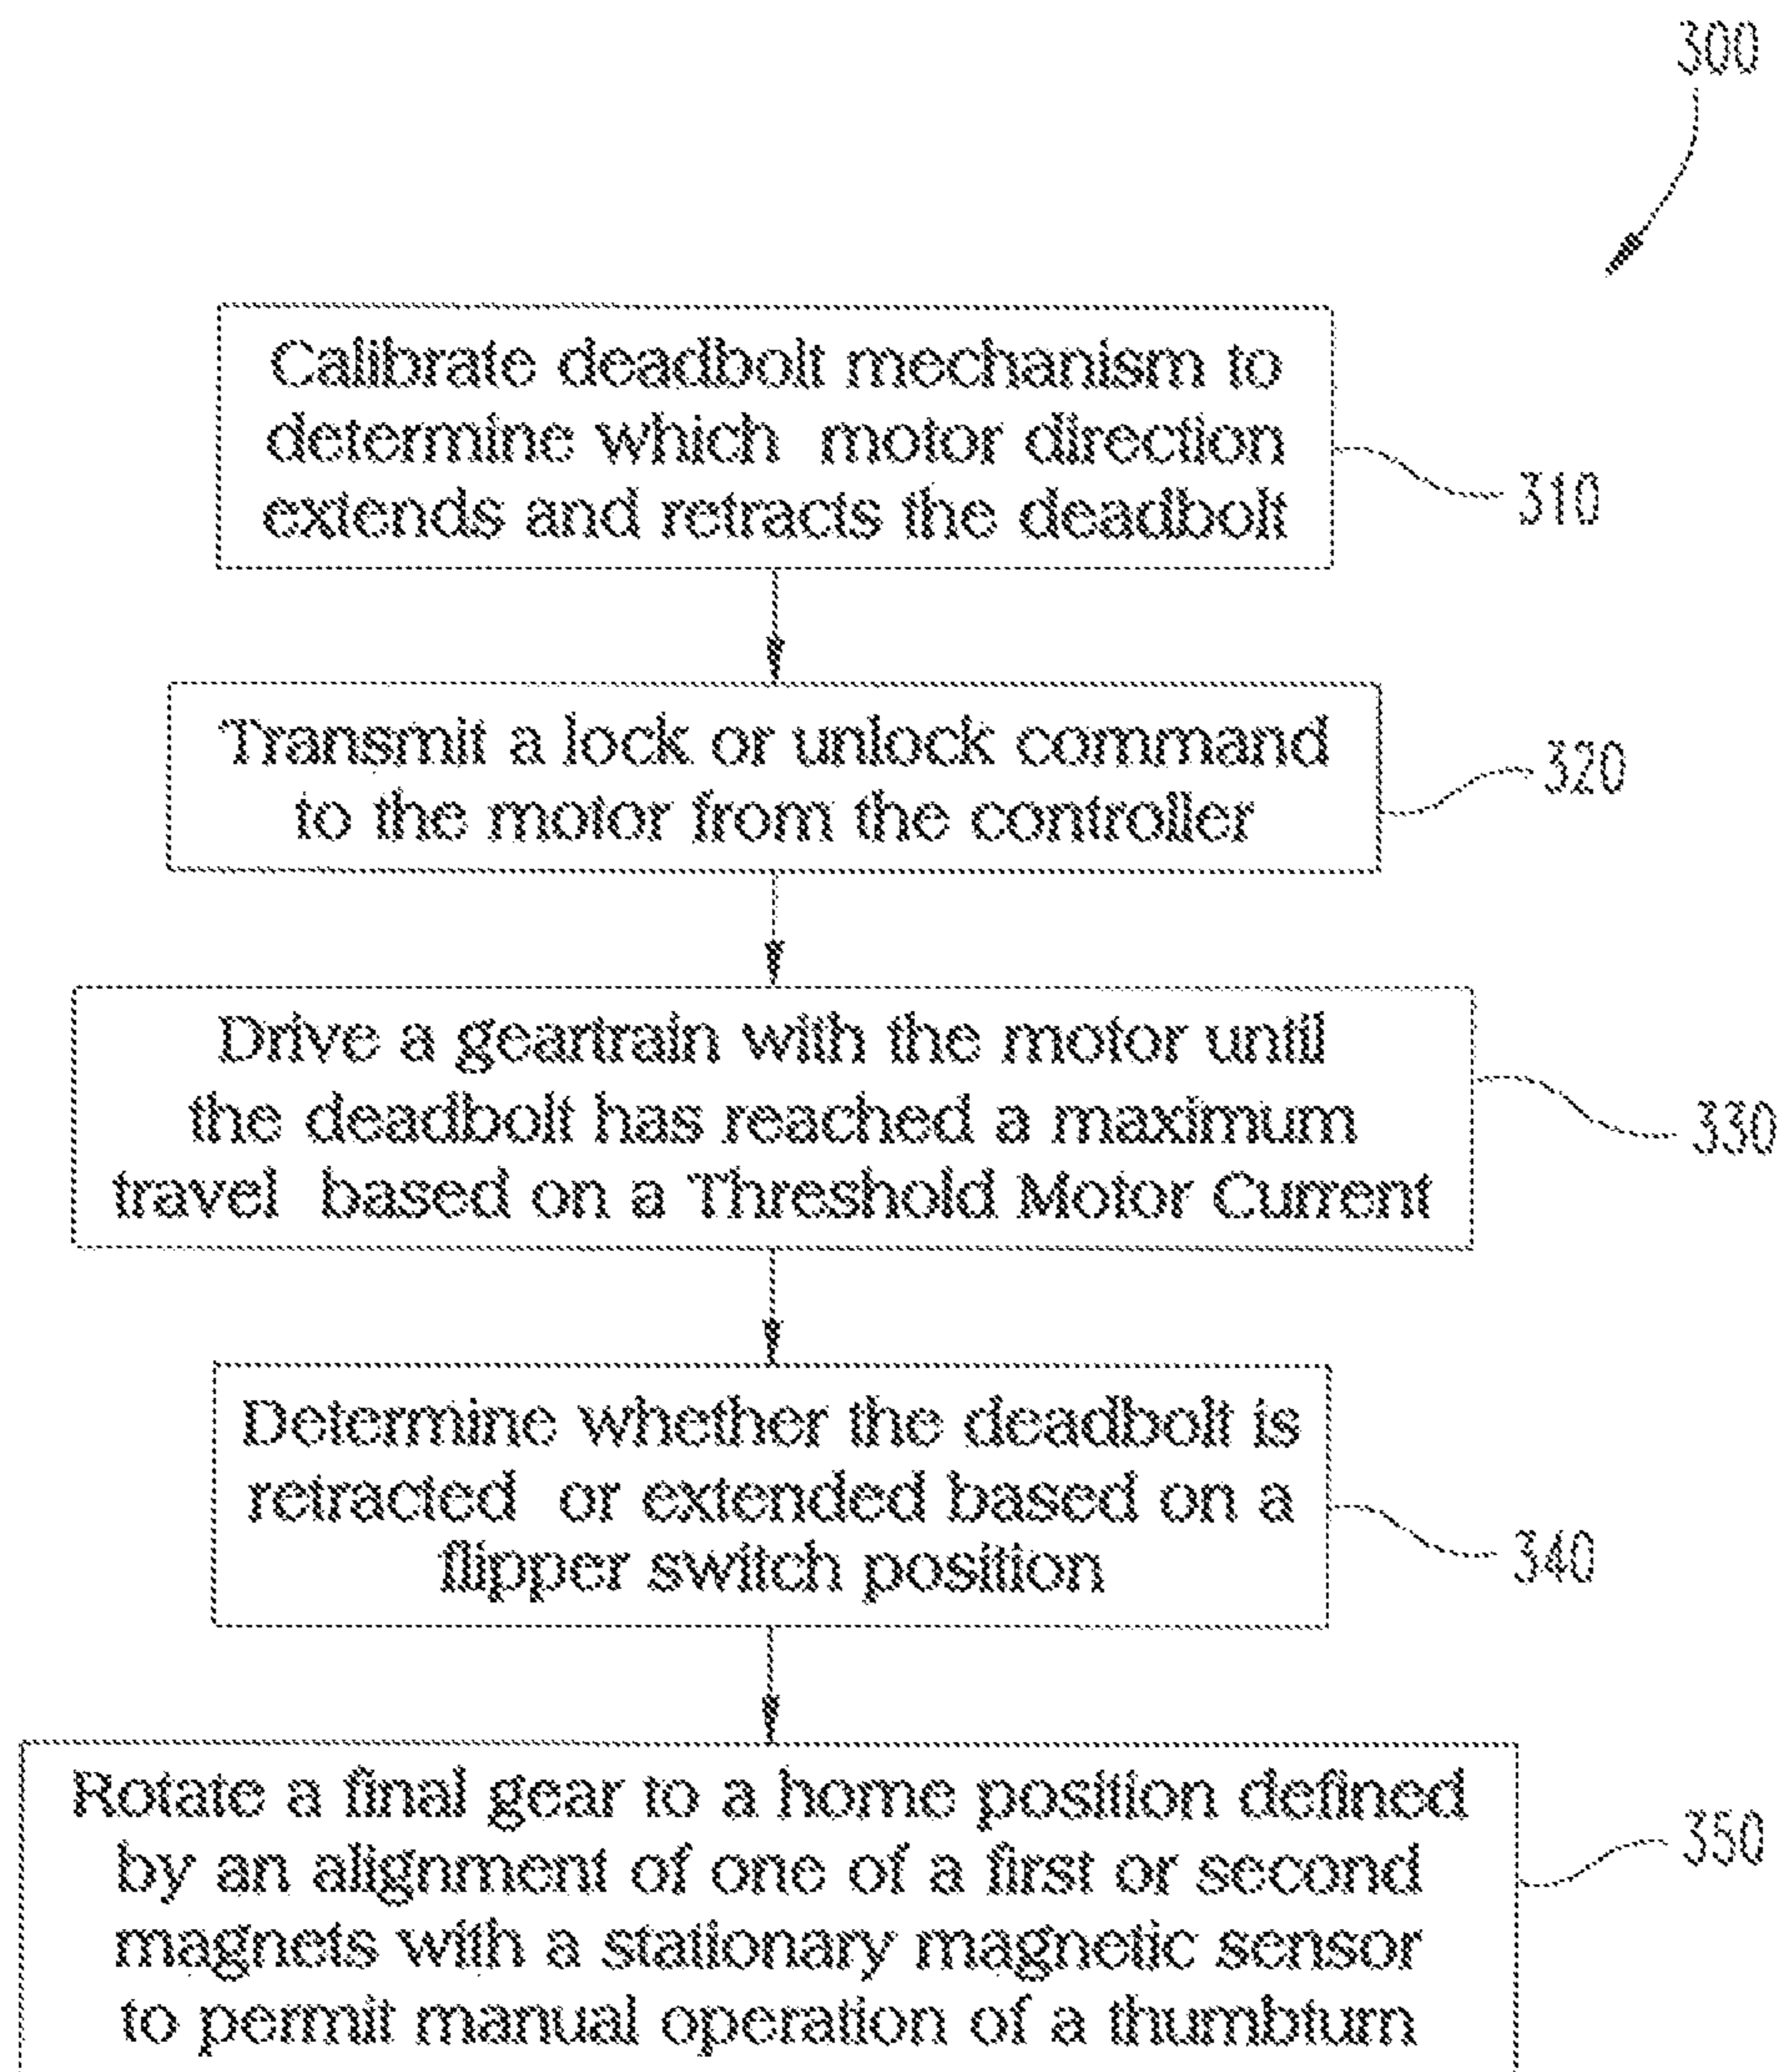 300
Calibrate deadbolt mechanism to
determine which motor direction
extends and retracts the deadbolt
310
Transmit a lock or unlock command
to the motor from the controller
320
Drive a geartrain with the motor until
the deadbolt has reached a maximum
travel based on a Threshold Motor Current
330
Determine whether the deadbolt is
retracted or extended based on a
flipper switch position
340
Rotate a final gear to a home position defined
by an alignment of one of a first or second
magnets with a stationary magnetic sensor
to permit manual operation of a thumbturn
350